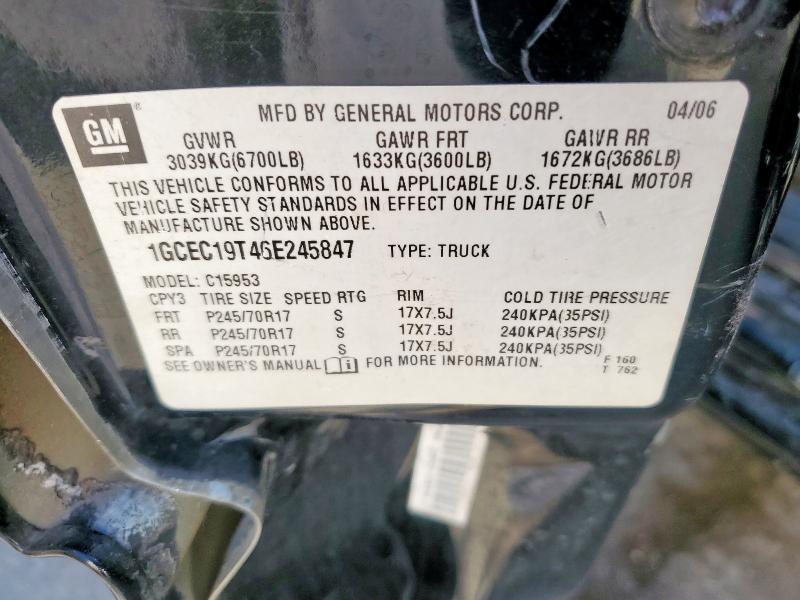 GM
MFD BY GENERAL MOTORS CORP. 04/06
GVWR GAWR FRT GAWR RR
3039KG(6700LB) 1633KG(3600LB) 1672KG(3686LB)
THIS VEHICLE CONFORMS TO ALL APPLICABLE U.S. FEDERAL MOTOR
VEHICLE SAFETY STANDARDS IN EFFECT ON THE DATE OF
MANUFACTURE SHOWN ABOVE.
1GCEC19T46E245847 TYPE: TRUCK
MODEL: C15953
CPY3 TIRE SIZE SPEED RTG RIM COLD TIRE PRESSURE
FRT P245/70R17 S 17X7.5J 240KPA(35PSI)
RR P245/70R17 S 17X7.5J 240KPA(35PSI)
SPA P245/70R17 S 17X7.5J 240KPA(35PSI)
SEE OWNER'S MANUAL i FOR MORE INFORMATION. F 160
T 762